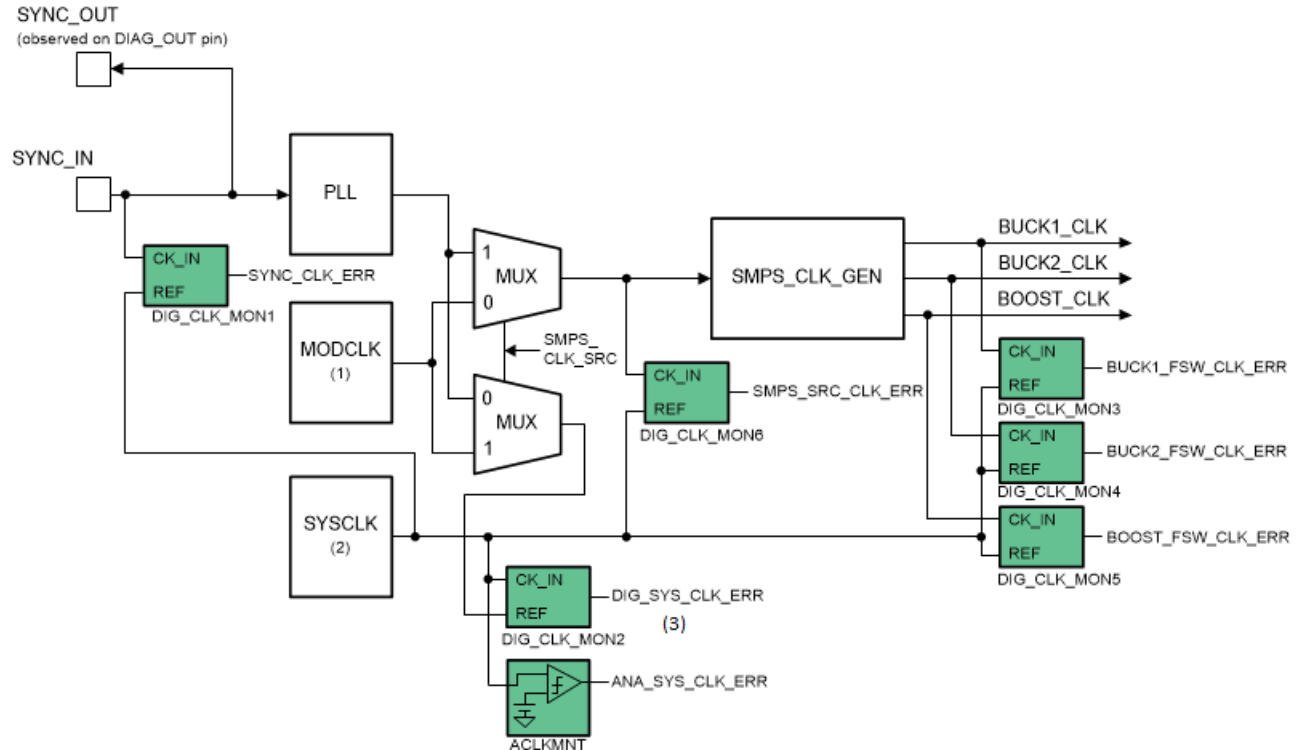 SYNC_OUT
(observed on DIAG_OUT pin)
SYNC_IN
PLL
CK_IN
REF
SYNC_CLK_ERR
DIG_CLK_MON1
MODCLK
(1)
SYSCLK
(2)
1
MUX
0
SMPS_
CLK_SRC
0
MUX
1
SMPS_CLK_GEN
BUCK1_CLK
BUCK2_CLK
BOOST_CLK
CK_IN
REF
SMPS_SRC_CLK_ERR
DIG_CLK_MON6
CK_IN
REF
BUCK1_FSW_CLK_ERR
DIG_CLK_MON3
CK_IN
REF
BUCK2_FSW_CLK_ERR
DIG_CLK_MON4
CK_IN
REF
BOOST_FSW_CLK_ERR
DIG_CLK_MON5
CK_IN
REF
DIG_SYS_CLK_ERR
(3)
DIG_CLK_MON2
ANA_SYS_CLK_ERR
ACLKMNT